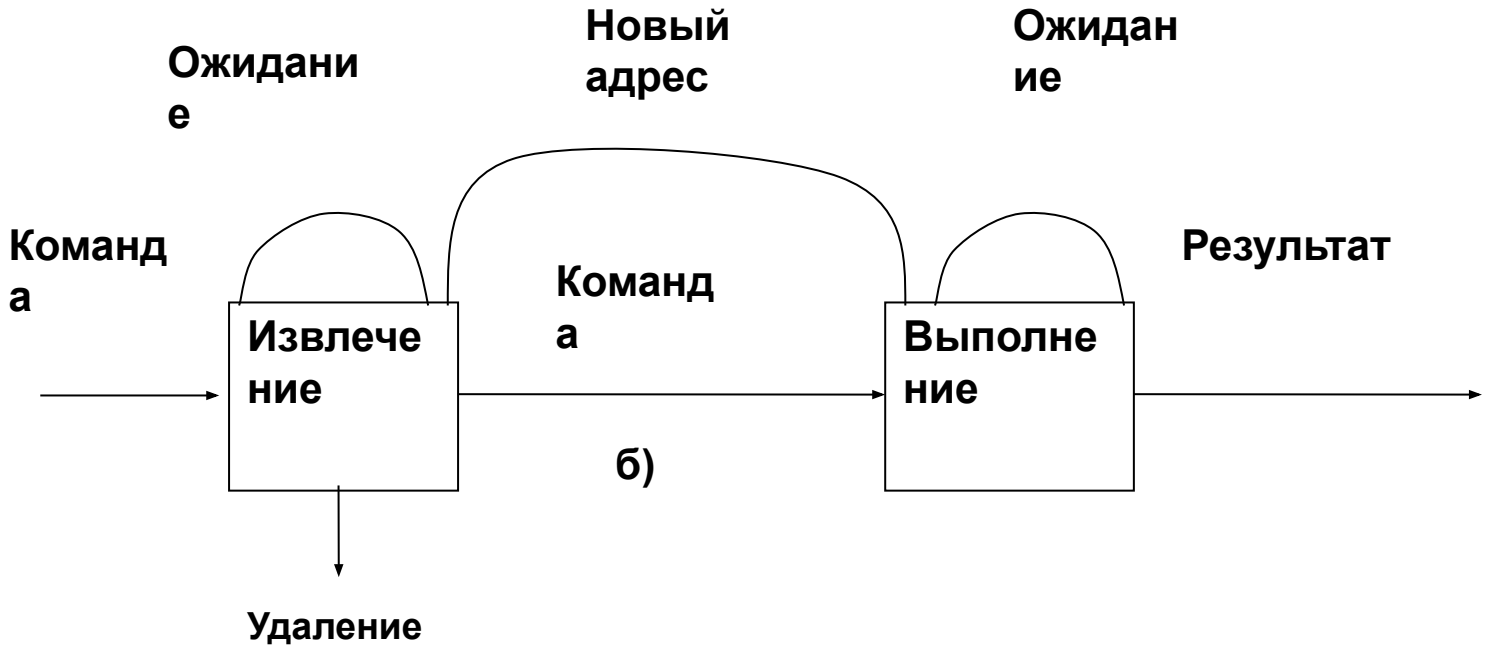 Ожидани
е
Новый
адрес
Ожидан
ие
Команд
а
Извлече
ние
Команд
а
Выполне
ние
Результат
б)
Удаление